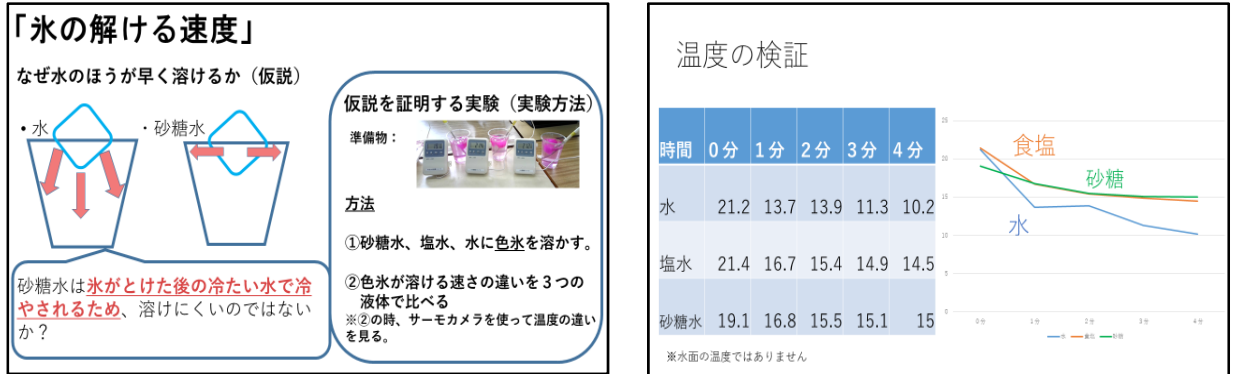 「氷の解ける速度」
なぜ水のほうが早く溶けるか（仮説）
・水
・砂糖水
砂糖水は氷がとけた後の冷たい水で冷
やされるため、溶けにくいのではない
か？
仮説を証明する実験（実験方法）
準備物：
方法
①砂糖水、塩水、水に色氷を溶かす。
②色氷が溶ける速さの違いを３つの
液体で比べる
※②の時、サーモカメラを使って温度の違い
を見る。
温度の検証
時間 0分 1分 2分 3分 4分
水 21.2 13.7 13.9 11.3 10.2
塩水 21.4 16.7 15.4 14.9 14.5
砂糖水 19.1 16.8 15.5 15.1 15
※水面の温度ではありません
25
20
15
10
5
0
食塩
砂糖
水
0分 1分 2分 3分 4分
水 食塩 砂糖